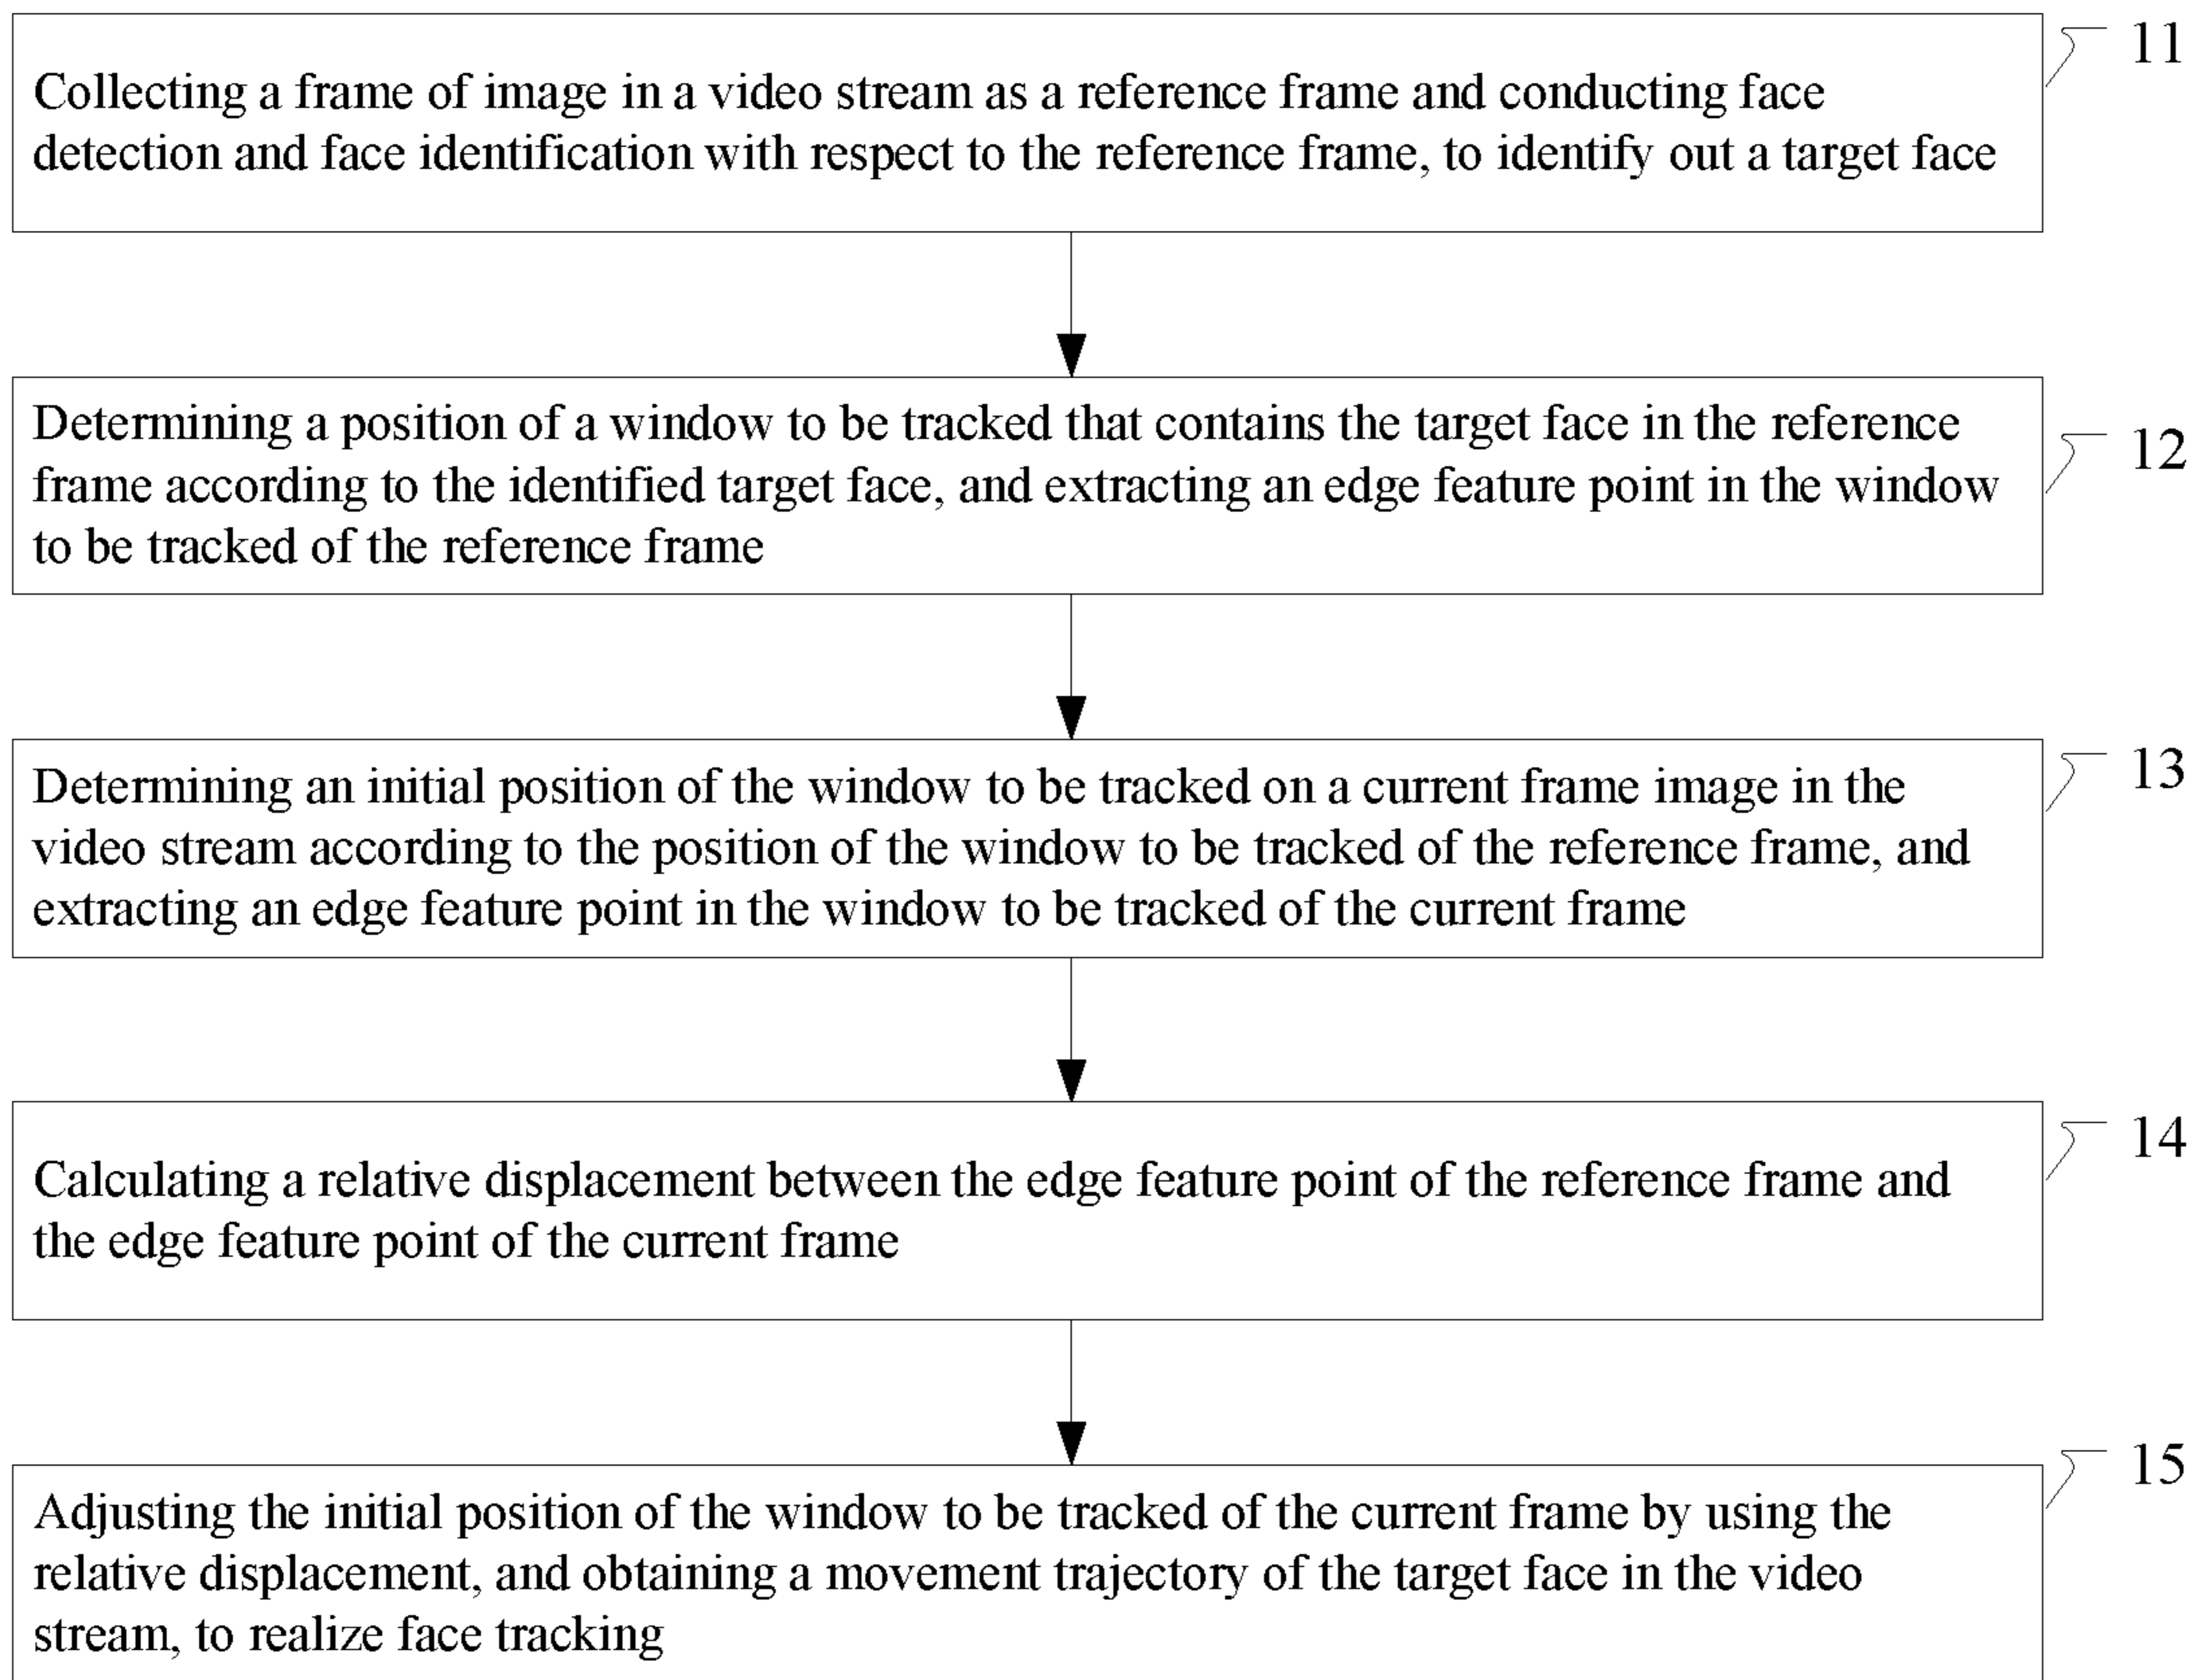 11
Collecting a frame of image in a video stream as a reference frame and conducting face
detection and face identification with respect to the reference frame, to identify out a target face
12
Determining a position of a window to be tracked that contains the target face in the reference
frame according to the identified target face, and extracting an edge feature point in the window
to be tracked of the reference frame
13
Determining an initial position of the window to be tracked on a current frame image in the
video stream according to the position of the window to be tracked of the reference frame, and
extracting an edge feature point in the window to be tracked of the current frame
14
Calculating a relative displacement between the edge feature point of the reference frame and
the edge feature point of the current frame
15
Adjusting the initial position of the window to be tracked of the current frame by using the
relative displacement, and obtaining a movement trajectory of the target face in the video
stream, to realize face tracking